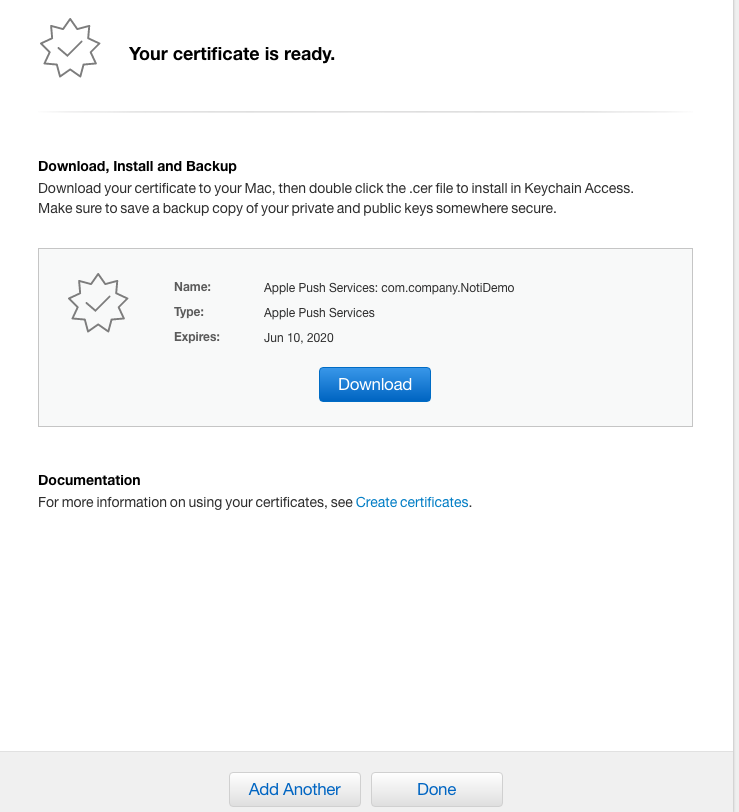 Your certificate is ready.
Download, Install and Backup
Download your certificate to your Mac, then double click the .cer file to install in Keychain Access.
Make sure to save a backup copy of your private and public keys somewhere secure.
Name: Apple Push Services: com.company.NotiDemo
Type: Apple Push Services
Expires: Jun 10, 2020
Download
Documentation
For more information on using your certificates, see Create certificates.
Add Another Done